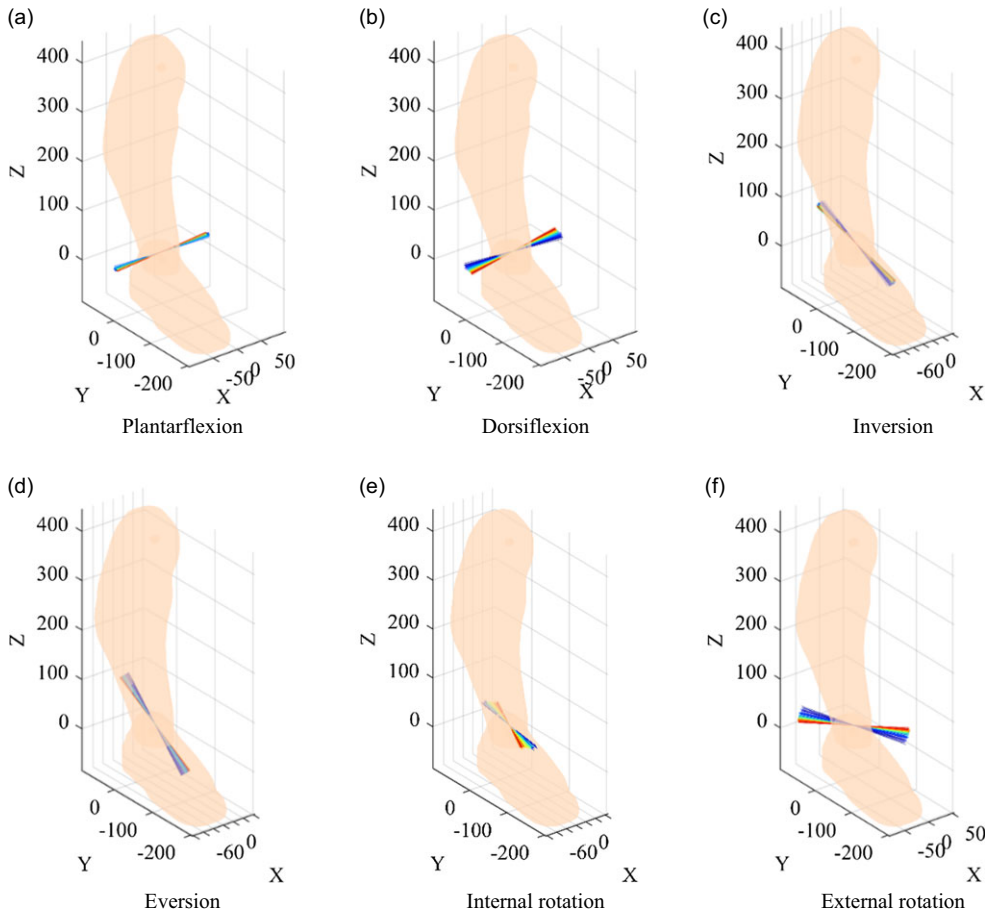 (a)
400
300
200
100
0
Z
0
-100
-200
Y
-50
0
50
X
Plantarflexion
(b)
400
300
200
100
0
Z
0
-100
-200
Y
-50
0
50
X
Dorsiflexion
(c)
400
300
200
100
0
Z
0
-100
-200
Y
-60
0
X
Inversion
(d)
400
300
200
100
0
Z
0
-100
-200
Y
-60
0
X
Eversion
(e)
400
300
200
100
0
Z
0
-100
-200
Y
-60
0
X
Internal rotation
(f)
400
300
200
100
0
Z
0
-100
-200
Y
-50
0
50
X
External rotation